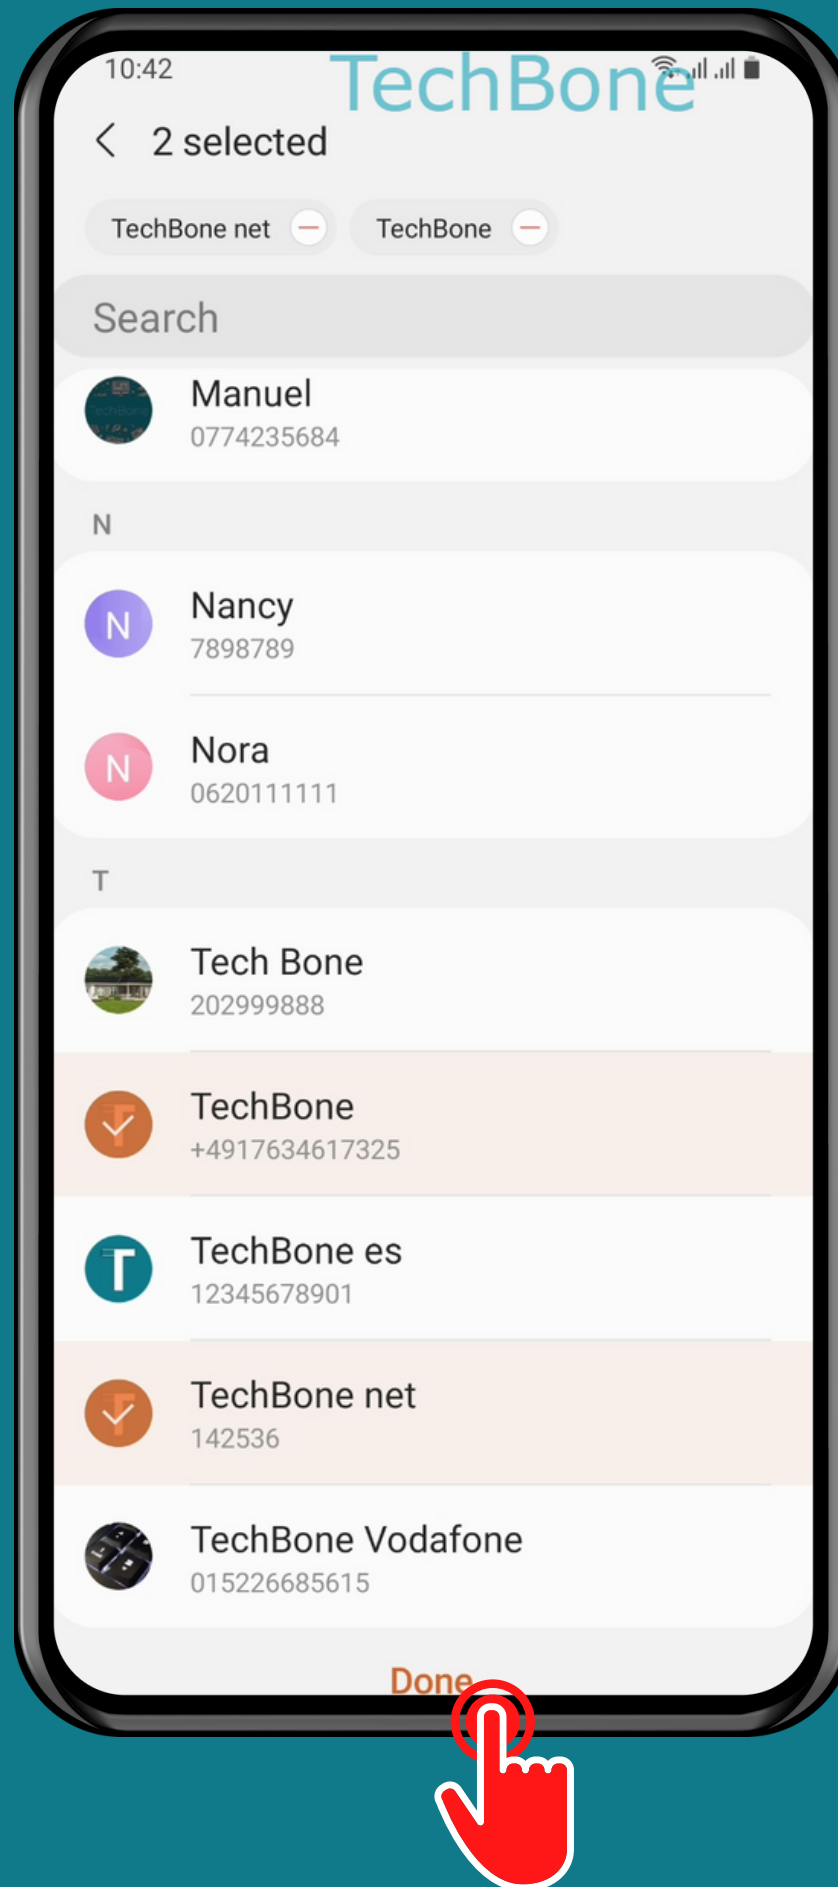 10:42
TechBone
2 selected
TechBone net
TechBone
Search
TechBone
Manuel
0774235684
N
N
Nancy
7898789
N
Nora
0620111111
T
Tech Bone
202999888
T
TechBone
+4917634617325
T
TechBone es
12345678901
T
TechBone net
142536
TechBone Vodafone
015226685615
Done